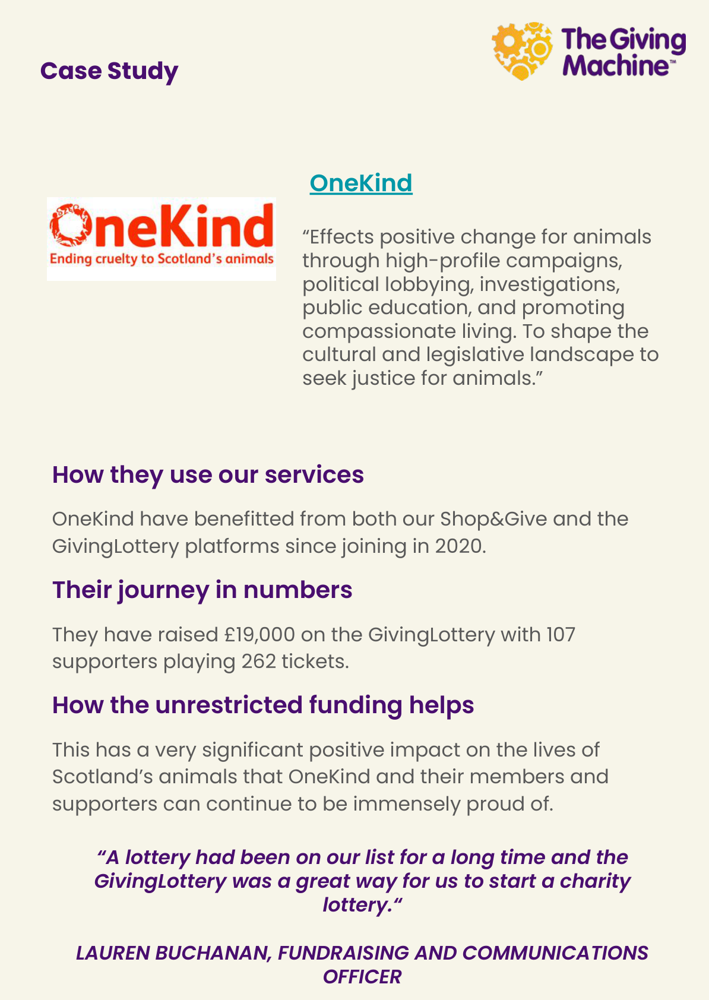 The Giving
Machine™
Case Study
OneKind
OneKind
Ending cruelty to Scotland's animals
“Effects positive change for animals
through high-profile campaigns,
political lobbying, investigations,
public education, and promoting
compassionate living. To shape the
cultural and legislative landscape to
seek justice for animals.”
How they use our services
OneKind have benefitted from both our Shop&Give and the
GivingLottery platforms since joining in 2020.
Their journey in numbers
They have raised £19,000 on the GivingLottery with 107
supporters playing 262 tickets.
How the unrestricted funding helps
This has a very significant positive impact on the lives of
Scotland’s animals that OneKind and their members and
supporters can continue to be immensely proud of.
“A lottery had been on our list for a long time and the
GivingLottery was a great way for us to start a charity
lottery.“
LAUREN BUCHANAN, FUNDRAISING AND COMMUNICATIONS
OFFICER